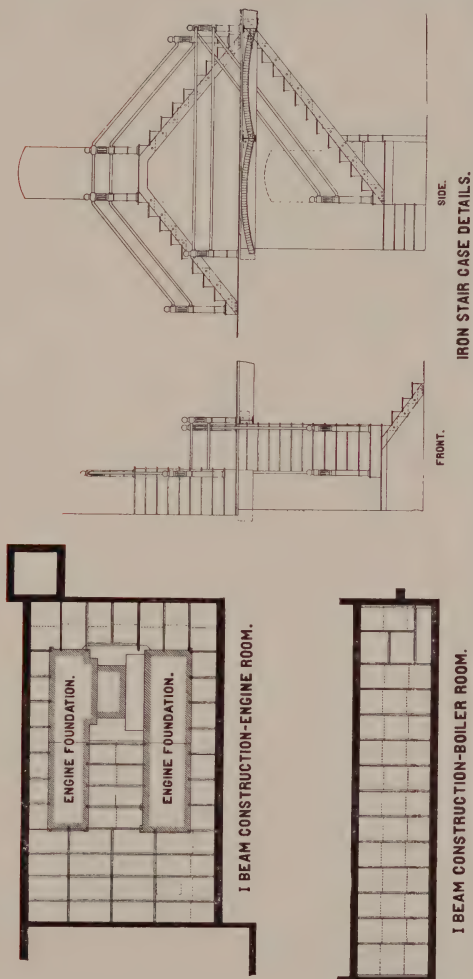 ENGINE FOUNDATION.
ENGINE FOUNDATION.
I BEAM CONSTRUCTION-ENGINE ROOM.
I BEAM CONSTRUCTION-BOILER ROOM.
FRONT.
SIDE.
IRON STAIR CASE DETAILS.